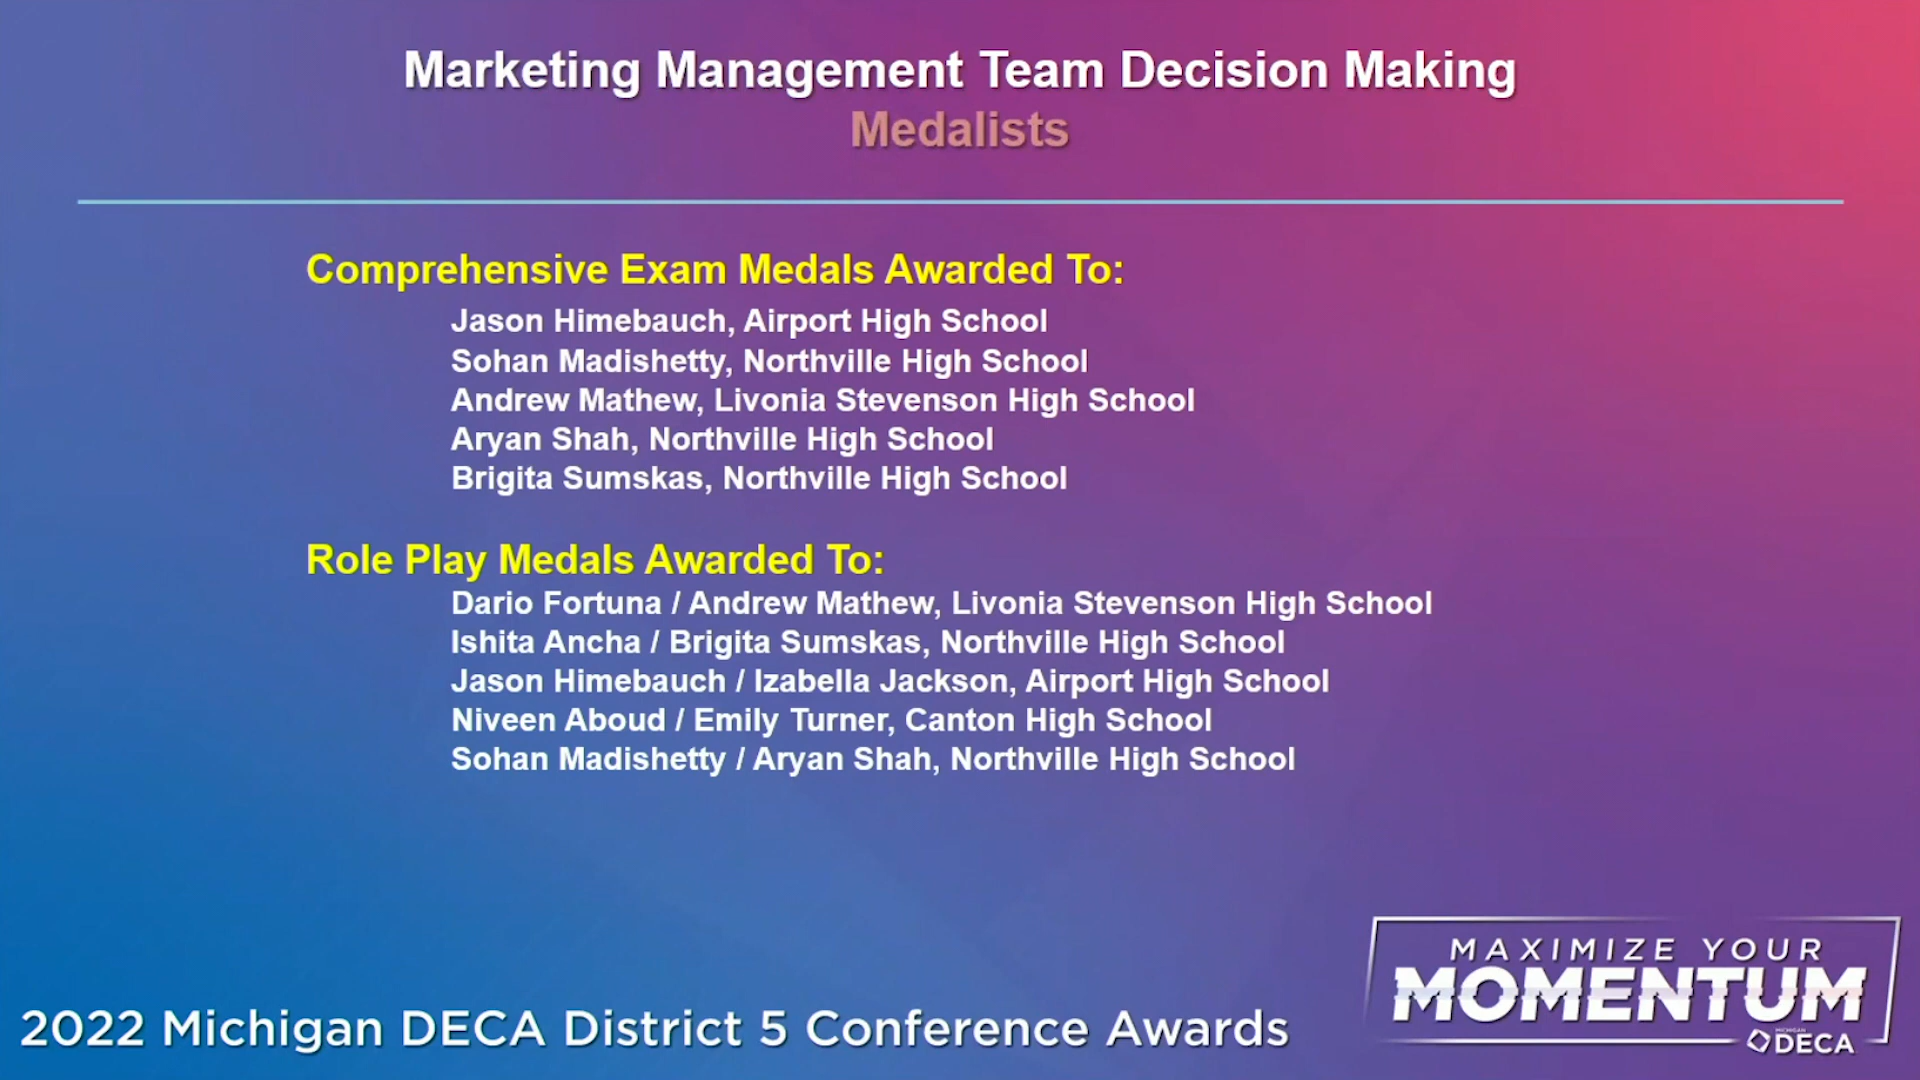 Marketing Management Team Decision Making
Medalists
Comprehensive Exam Medals Awarded To:
Jason Himebauch, Airport High School
Sohan Madishetty, Northville High School
Andrew Mathew, Livonia Stevenson High School
Aryan Shah, Northville High School
Brigita Sumskas, Northville High School
Role Play Medals Awarded To:
Dario Fortuna / Andrew Mathew, Livonia Stevenson High School
Ishita Ancha / Brigita Sumskas, Northville High School
Jason Himebauch / Izabella Jackson, Airport High School
Niveen Aboud / Emily Turner, Canton High School
Sohan Madishetty / Aryan Shah, Northville High School
MAXIMIZE YOUR
MOMENTUM
MICHIGAN
DECA
2022 Michigan DECA District 5 Conference Awards